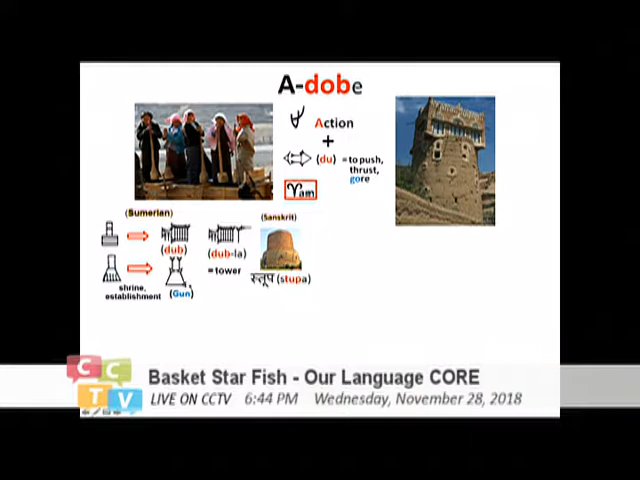 A-dobe
Action
+
(du) = to push,
thrust,
gore
♈am
(Sumerian)
(Sanskrit)
(dub)
(dub-la)
= tower
स्तूप (stupa)
shrine,
establishment
(Gun)
CCTV
Basket Star Fish - Our Language CORE
LIVE ON CCTV 6:44 PM Wednesday, November 28, 2018